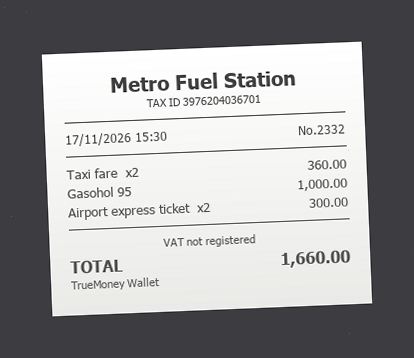 Metro Fuel Station
TAX ID 3976204036701
17/11/2026 15:30 No.2332
Taxi fare x2 360.00
Gasohol 95 1,000.00
Airport express ticket x2 300.00
VAT not registered
TOTAL 1,660.00
TrueMoney Wallet